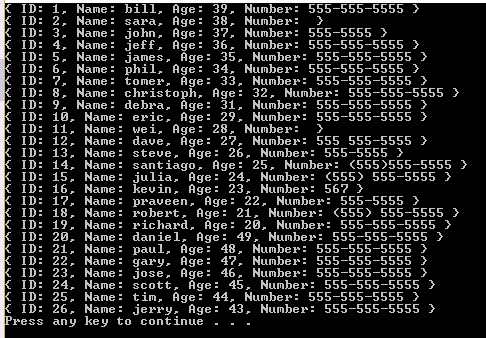 { ID: 1, Name: bill, Age: 39, Number: 555-555-5555 }
{ ID: 2, Name: sara, Age: 38, Number:  }
{ ID: 3, Name: john, Age: 37, Number: 555-5555 }
{ ID: 4, Name: jeff, Age: 36, Number: 555-555-5555 }
{ ID: 5, Name: james, Age: 35, Number: 555-555-5555 }
{ ID: 6, Name: phil, Age: 34, Number: 555-555-5555 }
{ ID: 7, Name: tomer, Age: 33, Number: 555-555-5555 }
{ ID: 8, Name: christoph, Age: 32, Number: 555-555-5555 }
{ ID: 9, Name: debra, Age: 31, Number: 555-555-5555 }
{ ID: 10, Name: eric, Age: 29, Number: 555-555-5555 }
{ ID: 11, Name: wei, Age: 28, Number:  }
{ ID: 12, Name: dave, Age: 27, Number: 555 555-5555 }
{ ID: 13, Name: steve, Age: 26, Number: 555-5555 }
{ ID: 14, Name: santiago, Age: 25, Number: (555)555-5555 }
{ ID: 15, Name: julia, Age: 24, Number: (555) 555-5555 }
{ ID: 16, Name: kevin, Age: 23, Number: 567 }
{ ID: 17, Name: praveen, Age: 22, Number: 555-5555 }
{ ID: 18, Name: robert, Age: 21, Number: (555) 555-5555 }
{ ID: 19, Name: richard, Age: 20, Number: 555-555-5555 }
{ ID: 20, Name: daniel, Age: 49, Number: 555-555-5555 }
{ ID: 21, Name: paul, Age: 48, Number: 555-555-5555 }
{ ID: 22, Name: gary, Age: 47, Number: 555-555-5555 }
{ ID: 23, Name: jose, Age: 46, Number: 555-555-5555 }
{ ID: 24, Name: scott, Age: 45, Number: 555-555-5555 }
{ ID: 25, Name: tim, Age: 44, Number: 555-555-5555 }
{ ID: 26, Name: jerry, Age: 43, Number: 555-555-5555 }
Press any key to continue . . .